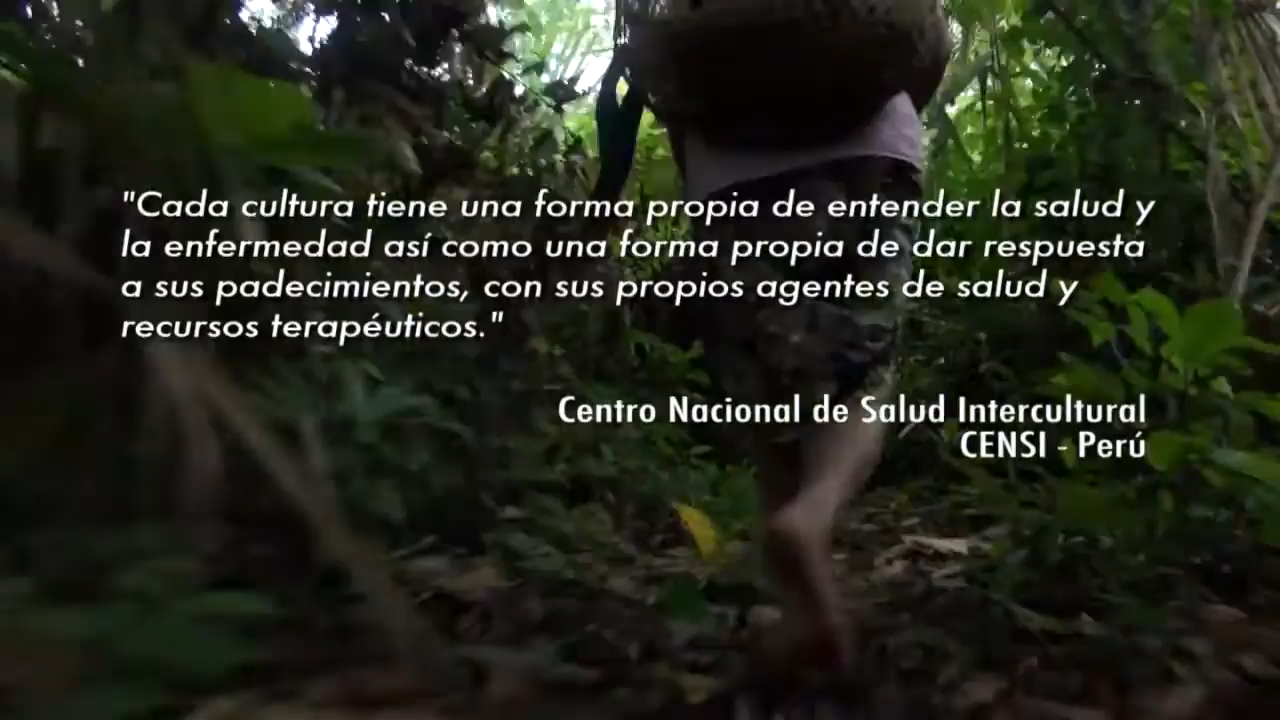 "Cada cultura tiene una forma propia de entender la salud y
la enfermedad así como una forma propia de dar respuesta
a sus padecimientos, con sus propios agentes de salud y
recursos terapéuticos."
Centro Nacional de Salud Intercultural
CENSI - Perú